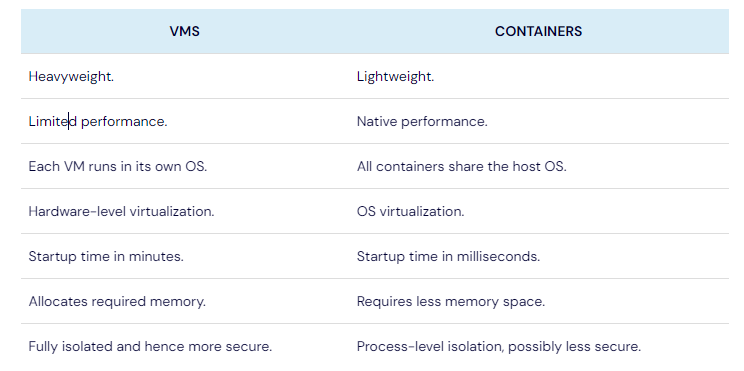 VMS CONTAINERS
Heavyweight. Lightweight.
Limited performance. Native performance.
Each VM runs in its own OS. All containers share the host OS.
Hardware-level virtualization. OS virtualization.
Startup time in minutes. Startup time in milliseconds.
Allocates required memory. Requires less memory space.
Fully isolated and hence more secure. Process-level isolation, possibly less secure.